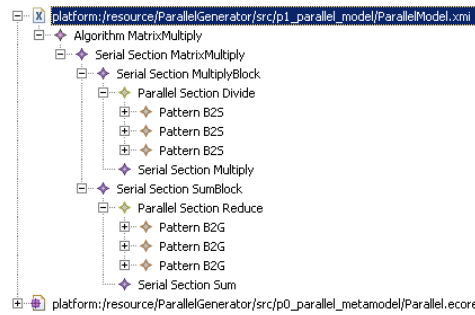 platform:/resource/ParallelGenerator/src/p1_parallel_model/ParallelModel.xmi
Algorithm MatrixMultiply
Serial Section MatrixMultiply
Serial Section MultiplyBlock
Parallel Section Divide
Pattern B2S
Pattern B2S
Pattern B2S
Serial Section Multiply
Serial Section SumBlock
Parallel Section Reduce
Pattern B2G
Pattern B2G
Pattern B2G
Serial Section Sum
platform:/resource/ParallelGenerator/src/p0_parallel_metamodel/Parallel.ecore